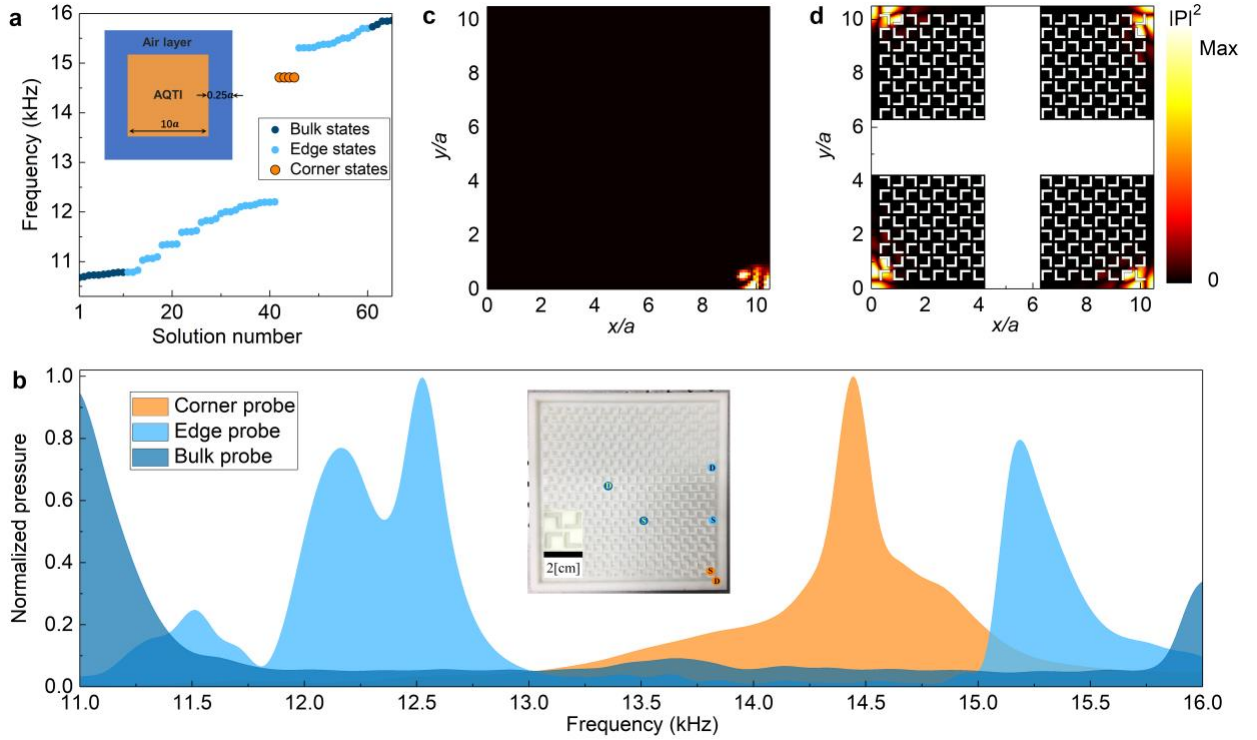 a
16
15
14
13
12
11
Frequency (kHz)
Air layer
AQTI
0.25a
10a
Bulk states
Edge states
Corner states
1 20 40 60
Solution number
c
10
8
6
4
2
0
y/a
0 2 4 6 8 10
x/a
d
10
8
6
4
2
0
y/a
0 2 4 6 8 10
x/a
|P|²
Max
0
b
1.0
0.8
0.6
0.4
0.2
0.0
Normalized pressure
Corner probe
Edge probe
Bulk probe
D
D
S
S
S
D
2[cm]
11.0 11.5 12.0 12.5 13.0 13.5 14.0 14.5 15.0 15.5 16.0
Frequency (kHz)